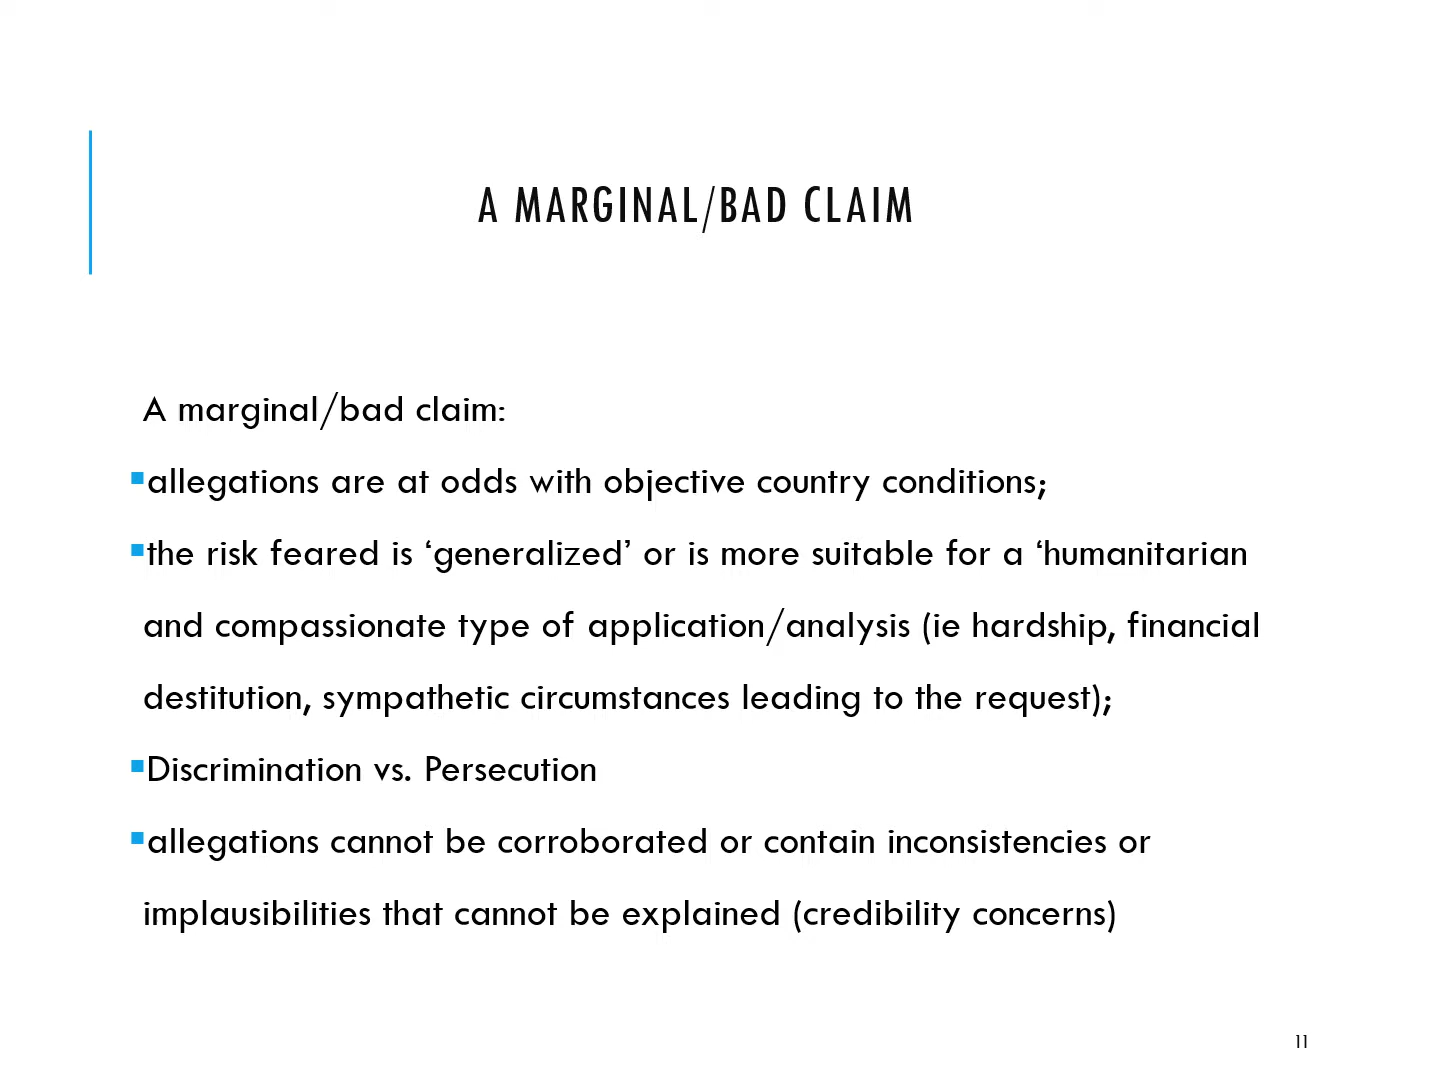 A MARGINAL/BAD CLAIM
A marginal/bad claim:
▪allegations are at odds with objective country conditions;
▪the risk feared is ‘generalized’ or is more suitable for a ‘humanitarian
and compassionate type of application/analysis (ie hardship, financial
destitution, sympathetic circumstances leading to the request);
▪Discrimination vs. Persecution
▪allegations cannot be corroborated or contain inconsistencies or
implausibilities that cannot be explained (credibility concerns)
11